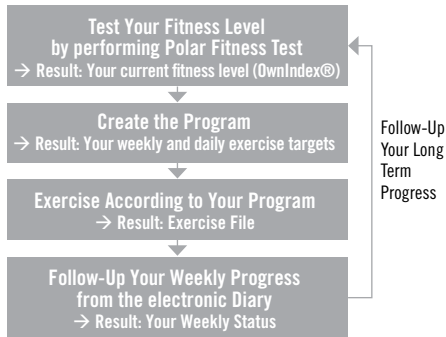 Test Your Fitness Level
by performing Polar Fitness Test
→ Result: Your current fitness level (OwnIndex®)
Create the Program
→ Result: Your weekly and daily exercise targets
Exercise According to Your Program
→ Result: Exercise File
Follow-Up Your Weekly Progress
from the electronic Diary
→ Result: Your Weekly Status
Follow-Up
Your Long
Term
Progress